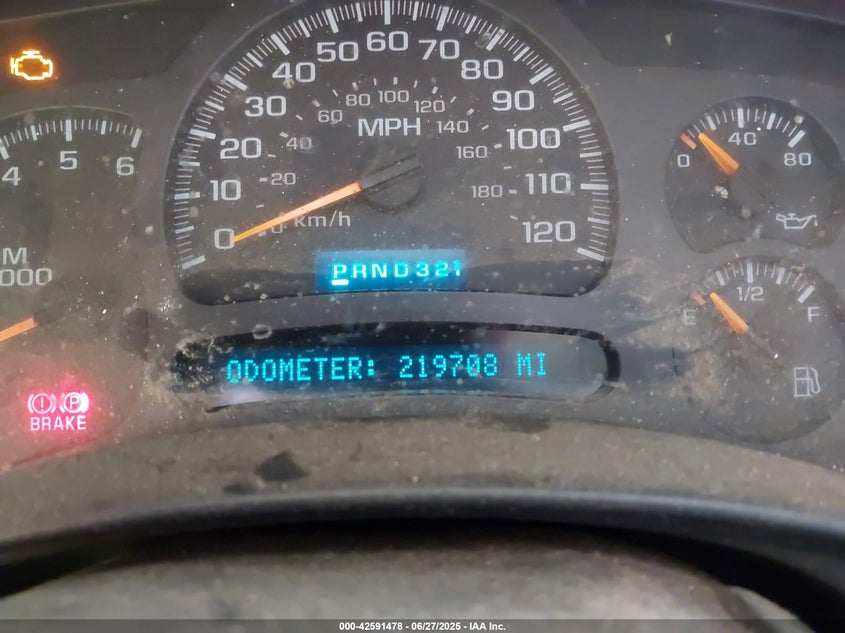 60
50 70
40 80
80 100
60 120
30 90
MPH
40 140
20 100
160
20
10 180 110
km/h
0 0 120
PRND321
4 5 6
M
000
0 40 80
E 1/2 F
ODOMETER: 219708 MI
(!) (P)
BRAKE
000-42591478 - 06/27/2025 - IAA Inc.